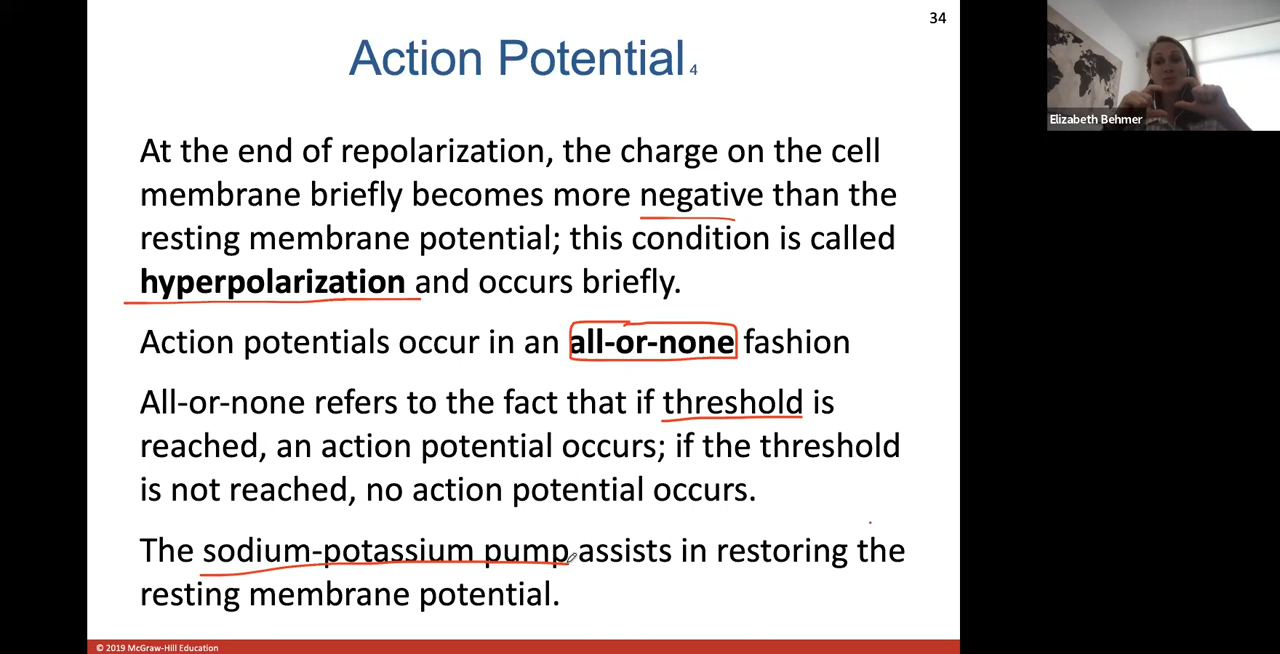 34
Action Potential 4
At the end of repolarization, the charge on the cell
membrane briefly becomes more negative than the
resting membrane potential; this condition is called
hyperpolarization and occurs briefly.
Action potentials occur in an all-or-none fashion
All-or-none refers to the fact that if threshold is
reached, an action potential occurs; if the threshold
is not reached, no action potential occurs.
The sodium-potassium pump assists in restoring the
resting membrane potential.
© 2019 McGraw-Hill Education
Elizabeth Behmer